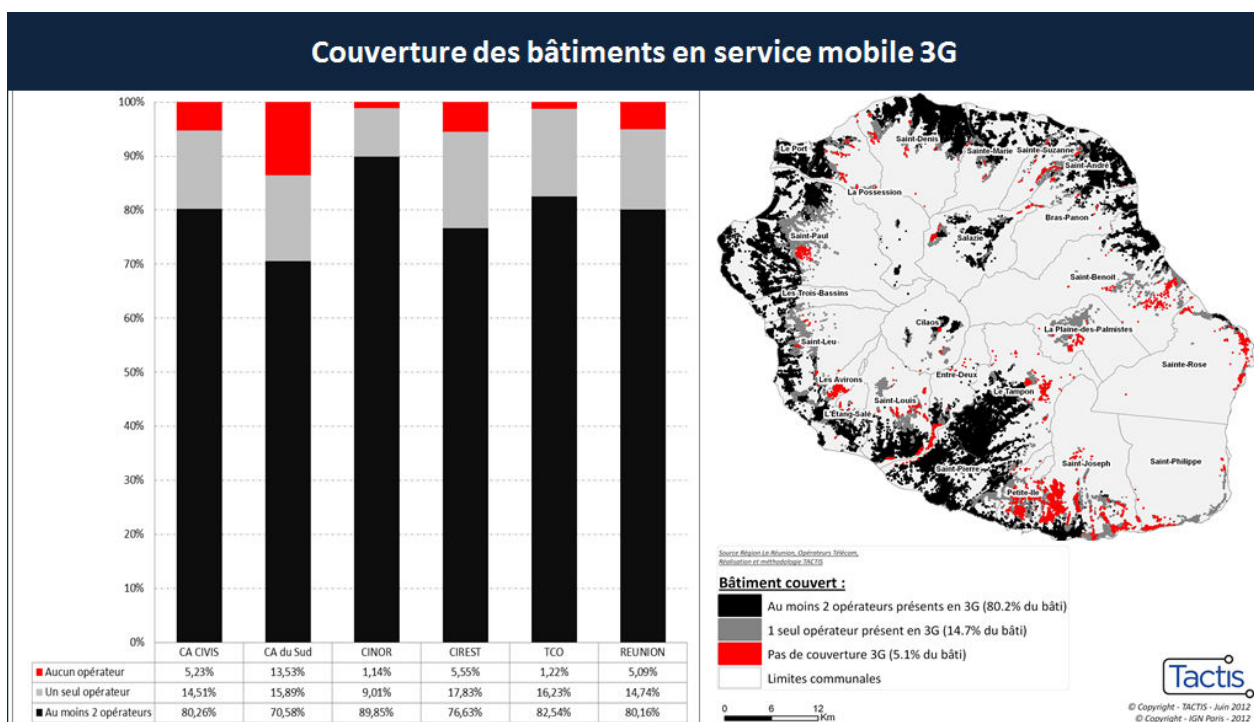 Couverture des bâtiments en service mobile 3G
100%
90%
80%
70%
60%
50%
40%
30%
20%
10%
0%
CA CIVIS CA du Sud CINOR CIREST TCO REUNION
Aucun opérateur 5,23% 13,53% 1,14% 5,55% 1,22% 5,09%
Un seul opérateur 14,51% 15,89% 9,01% 17,83% 16,23% 14,74%
Au moins 2 opérateurs 80,26% 70,58% 89,85% 76,63% 82,54% 80,16%
Le Port
Saint-Denis
Sainte-Marie
Sainte-Suzanne
Saint-André
La Possession
Bras-Panon
Saint-Paul
Salazie
Saint-Benoit
Les Trois-Bassins
Cilaos
La Plaine-des-Palmistes
Saint-Leu
Sainte-Rose
Entre-Deux
Les Avirons
Le Tampon
Saint-Louis
L'Étang-Salé
Saint-Pierre
Saint-Joseph
Saint-Philippe
Petite-Ile
Source Région La Réunion, Opérateurs Télécom,
Réalisation et méthodologie TACTIS
Bâtiment couvert :
Au moins 2 opérateurs présents en 3G (80.2% du bâti)
1 seul opérateur présent en 3G (14.7% du bâti)
Pas de couverture 3G (5.1% du bâti)
Limites communales
0 6 12
Km
Tactis
© Copyright - TACTIS - Juin 2012
© Copyright - IGN Paris - 2012